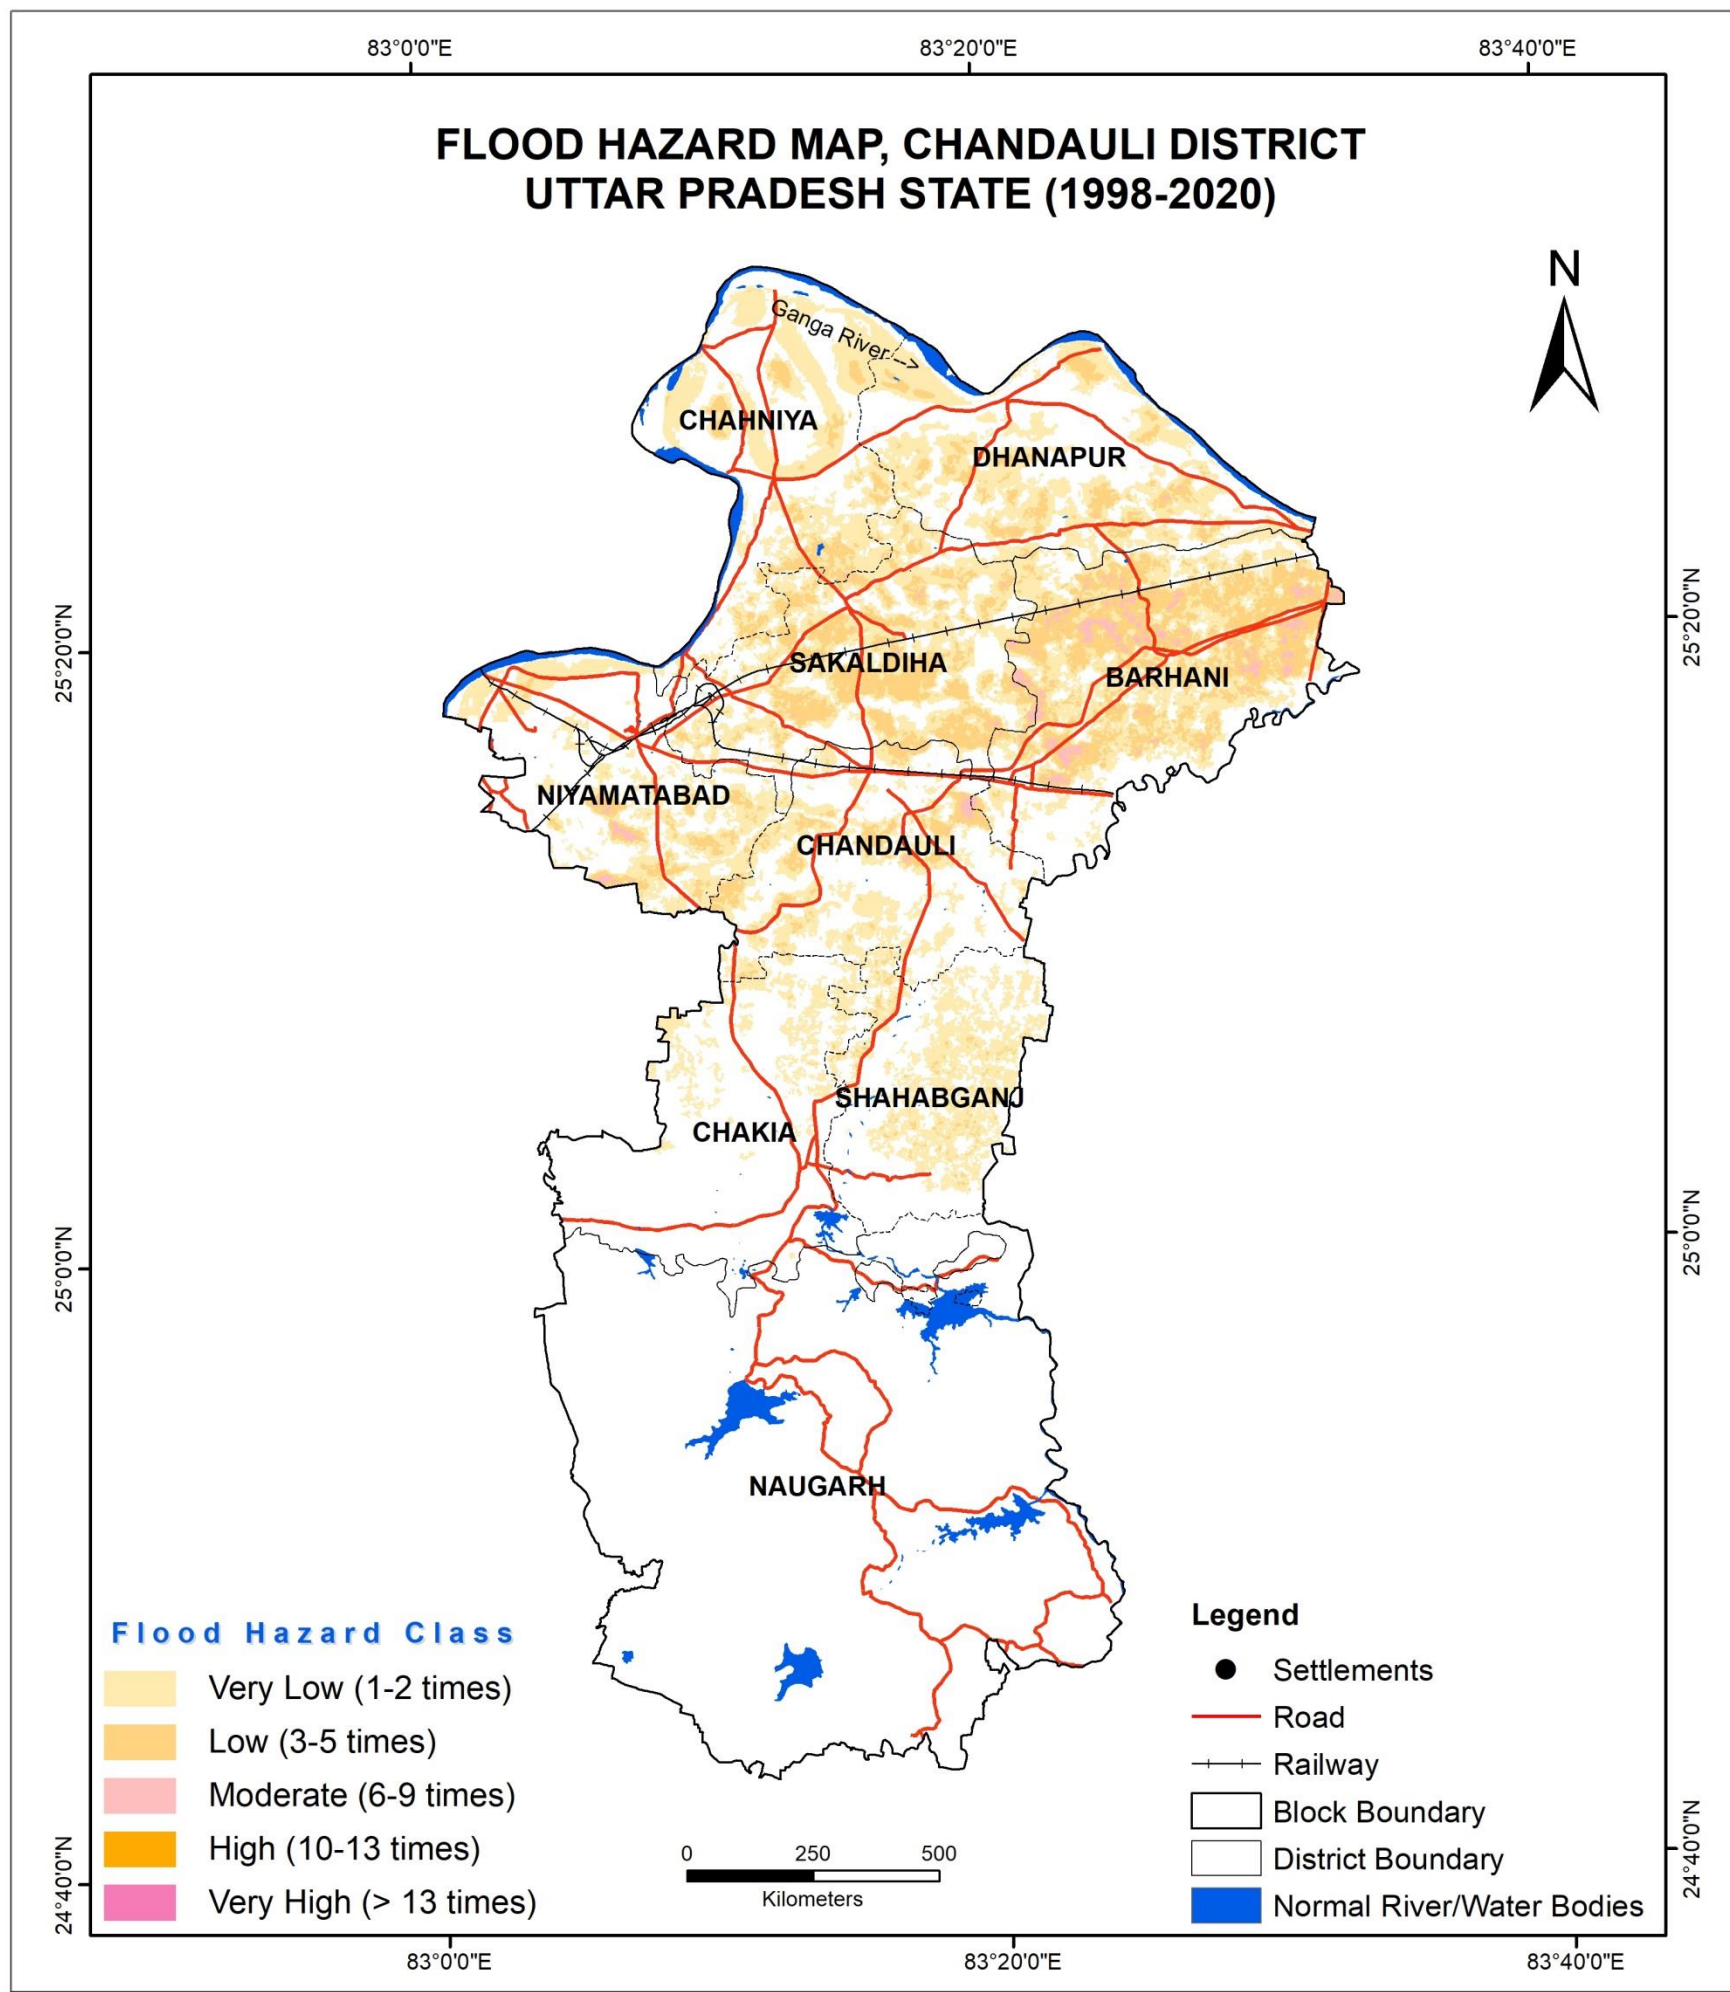 83°0'0"E
83°20'0"E
83°40'0"E
FLOOD HAZARD MAP, CHANDAULI DISTRICT
UTTAR PRADESH STATE (1998-2020)
N
Ganga River -->
CHAHNIYA
DHANAPUR
25°20'0"N
25°20'0"N
SAKALDIHA
BARHANI
NIYAMATABAD
CHANDAULI
SHAHABGANJ
CHAKIA
25°0'0"N
25°0'0"N
NAUGARH
Flood Hazard Class
Very Low (1-2 times)
Low (3-5 times)
Moderate (6-9 times)
High (10-13 times)
Very High (> 13 times)
0 250 500
Kilometers
Legend
Settlements
Road
Railway
Block Boundary
District Boundary
Normal River/Water Bodies
24°40'0"N
24°40'0"N
83°0'0"E
83°20'0"E
83°40'0"E